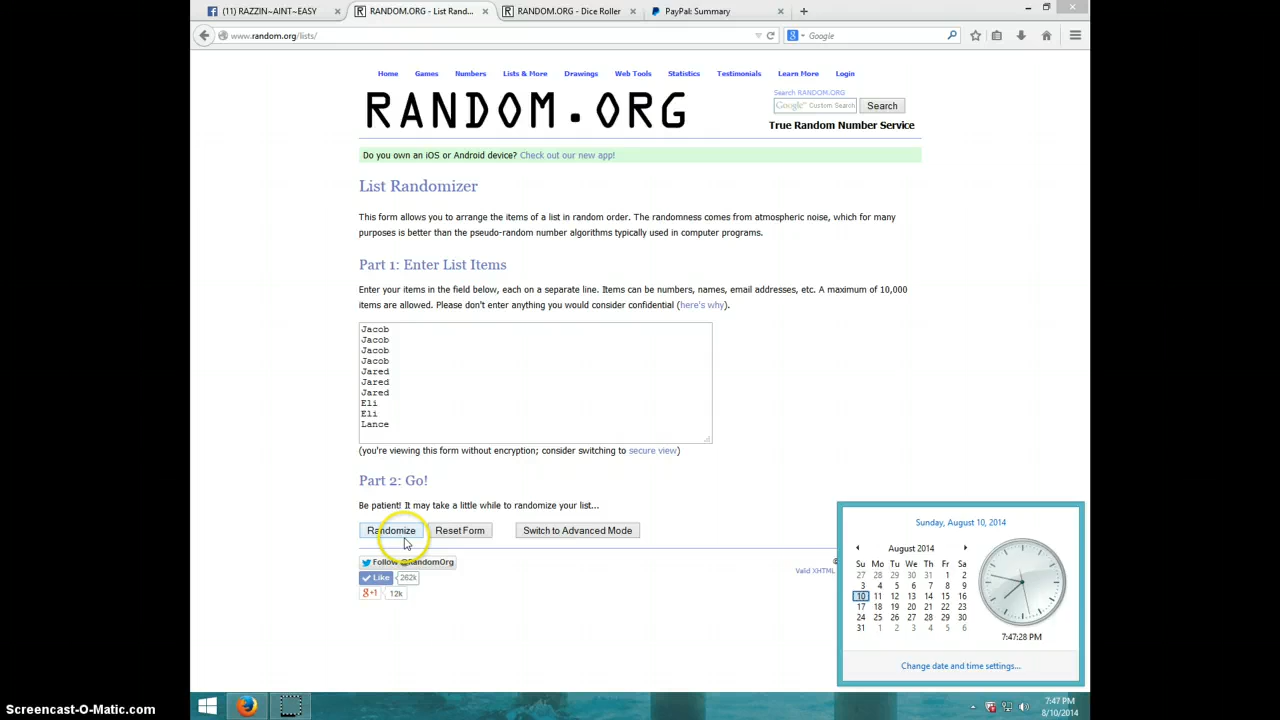 (11) RAZZIN~AINT~EASY
RANDOM.ORG - List Rand...
RANDOM.ORG - Dice Roller
PayPal: Summary
www.random.org/lists/
Google
Home Games Numbers Lists & More Drawings Web Tools Statistics Testimonials Learn More Login
RANDOM.ORG
Search RANDOM.ORG
Google™ Custom Search
Search
True Random Number Service
Do you own an iOS or Android device? Check out our new app!
List Randomizer
This form allows you to arrange the items of a list in random order. The randomness comes from atmospheric noise, which for many
purposes is better than the pseudo-random number algorithms typically used in computer programs.
Part 1: Enter List Items
Enter your items in the field below, each on a separate line. Items can be numbers, names, email addresses, etc. A maximum of 10,000
items are allowed. Please don't enter anything you would consider confidential (here's why).
Jacob
Jacob
Jacob
Jacob
Jared
Jared
Jared
Eli
Eli
Lance
(you're viewing this form without encryption; consider switching to secure view)
Part 2: Go!
Be patient! It may take a little while to randomize your list...
Randomize Reset Form Switch to Advanced Mode
Follow @RandomOrg
Like 262k
g+1 12k
©
Valid XHTML
Sunday, August 10, 2014
August 2014
Su Mo Tu We Th Fr Sa
27 28 29 30 31 1 2
3 4 5 6 7 8 9
10 11 12 13 14 15 16
17 18 19 20 21 22 23
24 25 26 27 28 29 30
31 1 2 3 4 5 6
7:47:28 PM
Change date and time settings...
7:47 PM
8/10/2014
Screencast-O-Matic.com